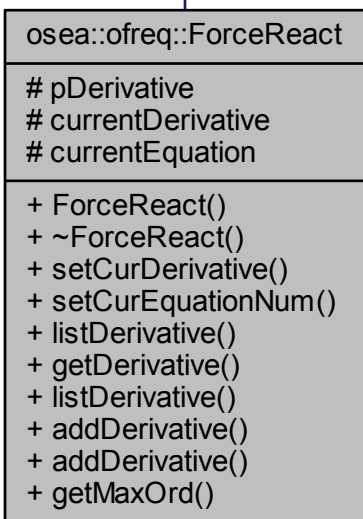 osea::ofreq::ForceReact
# pDerivative
# currentDerivative
# currentEquation
+ ForceReact()
+ ~ForceReact()
+ setCurDerivative()
+ setCurEquationNum()
+ listDerivative()
+ getDerivative()
+ listDerivative()
+ addDerivative()
+ addDerivative()
+ getMaxOrd()